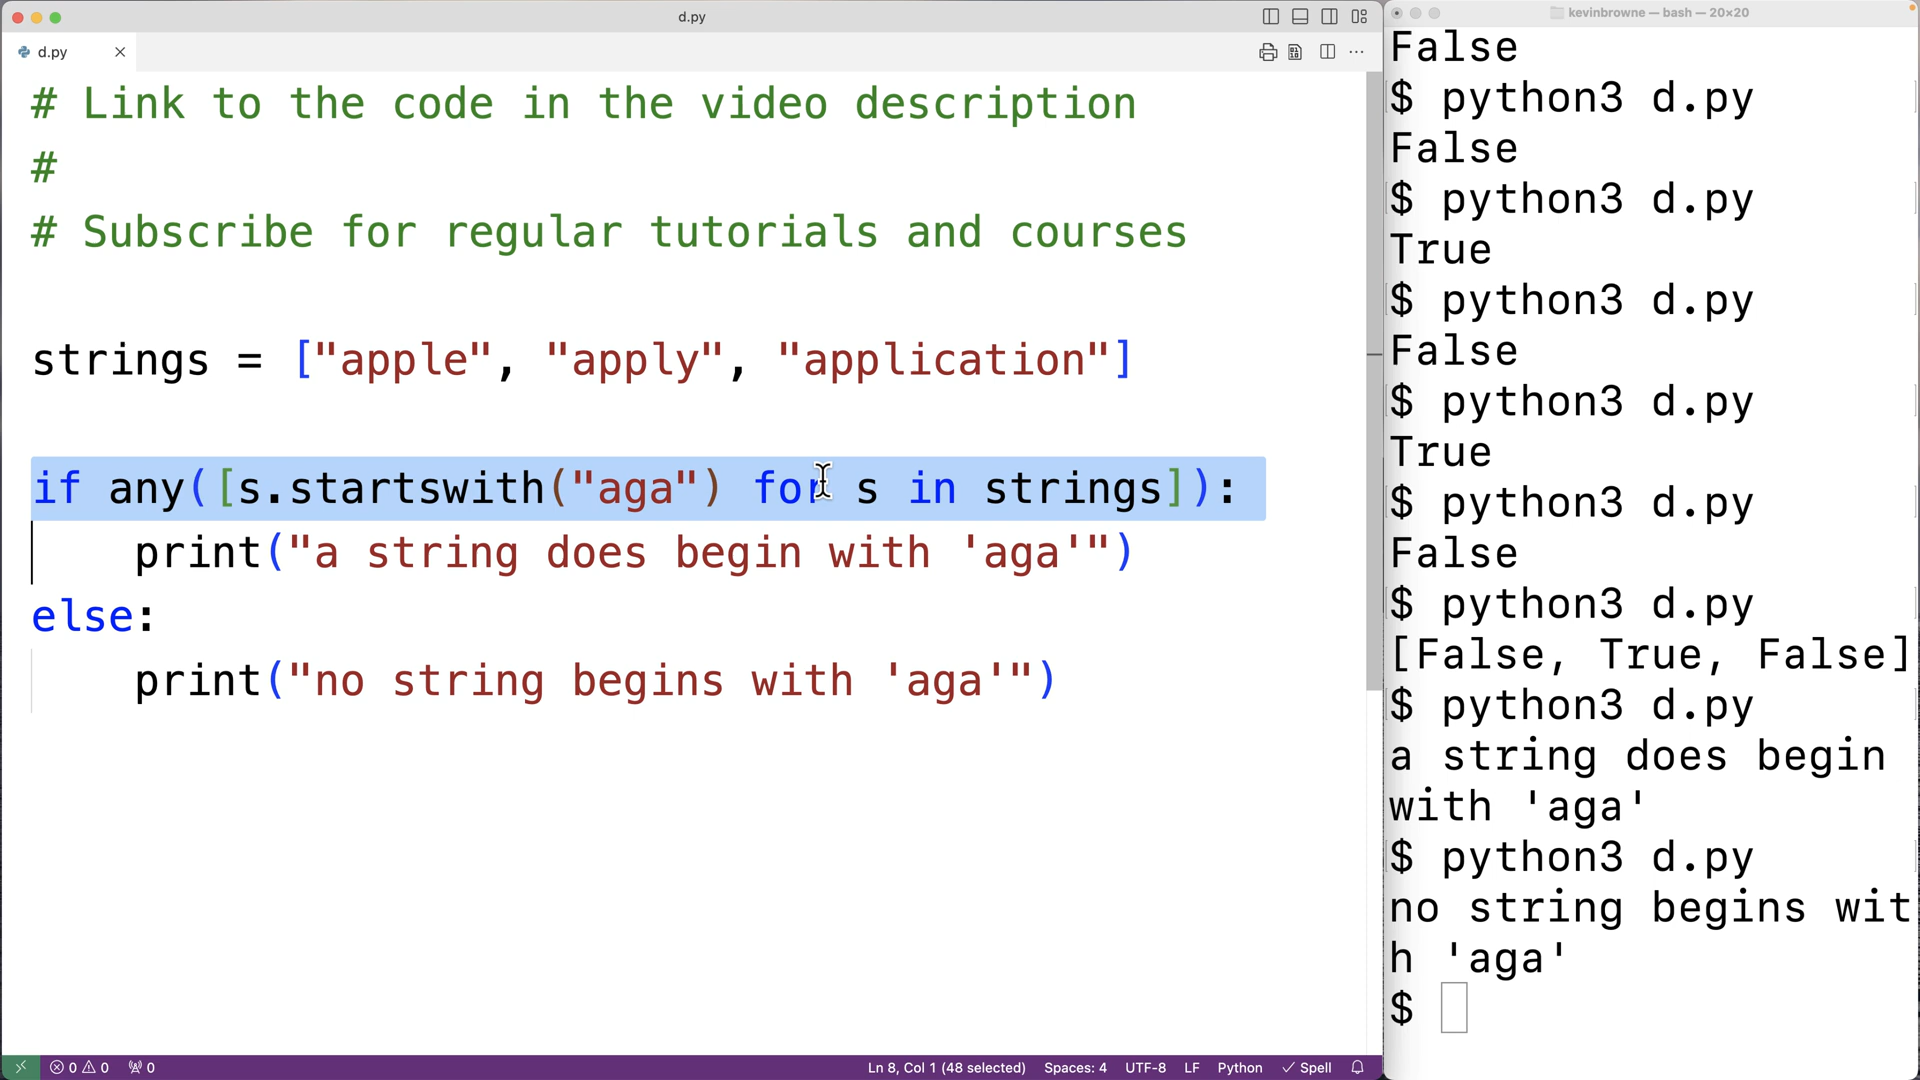 d.py
d.py
# Link to the code in the video description
#
# Subscribe for regular tutorials and courses
strings = ["apple", "apply", "application"]
if any([s.startswith("aga") for s in strings]):
print("a string does begin with 'aga'")
else:
print("no string begins with 'aga'")
0 0 0
Ln 8, Col 1 (48 selected) Spaces: 4 UTF-8 LF Python Spell
kevinbrowne — bash — 20×20
False
$ python3 d.py
False
$ python3 d.py
True
$ python3 d.py
False
$ python3 d.py
True
$ python3 d.py
False
$ python3 d.py
[False, True, False]
$ python3 d.py
a string does begin
with 'aga'
$ python3 d.py
no string begins wit
h 'aga'
$